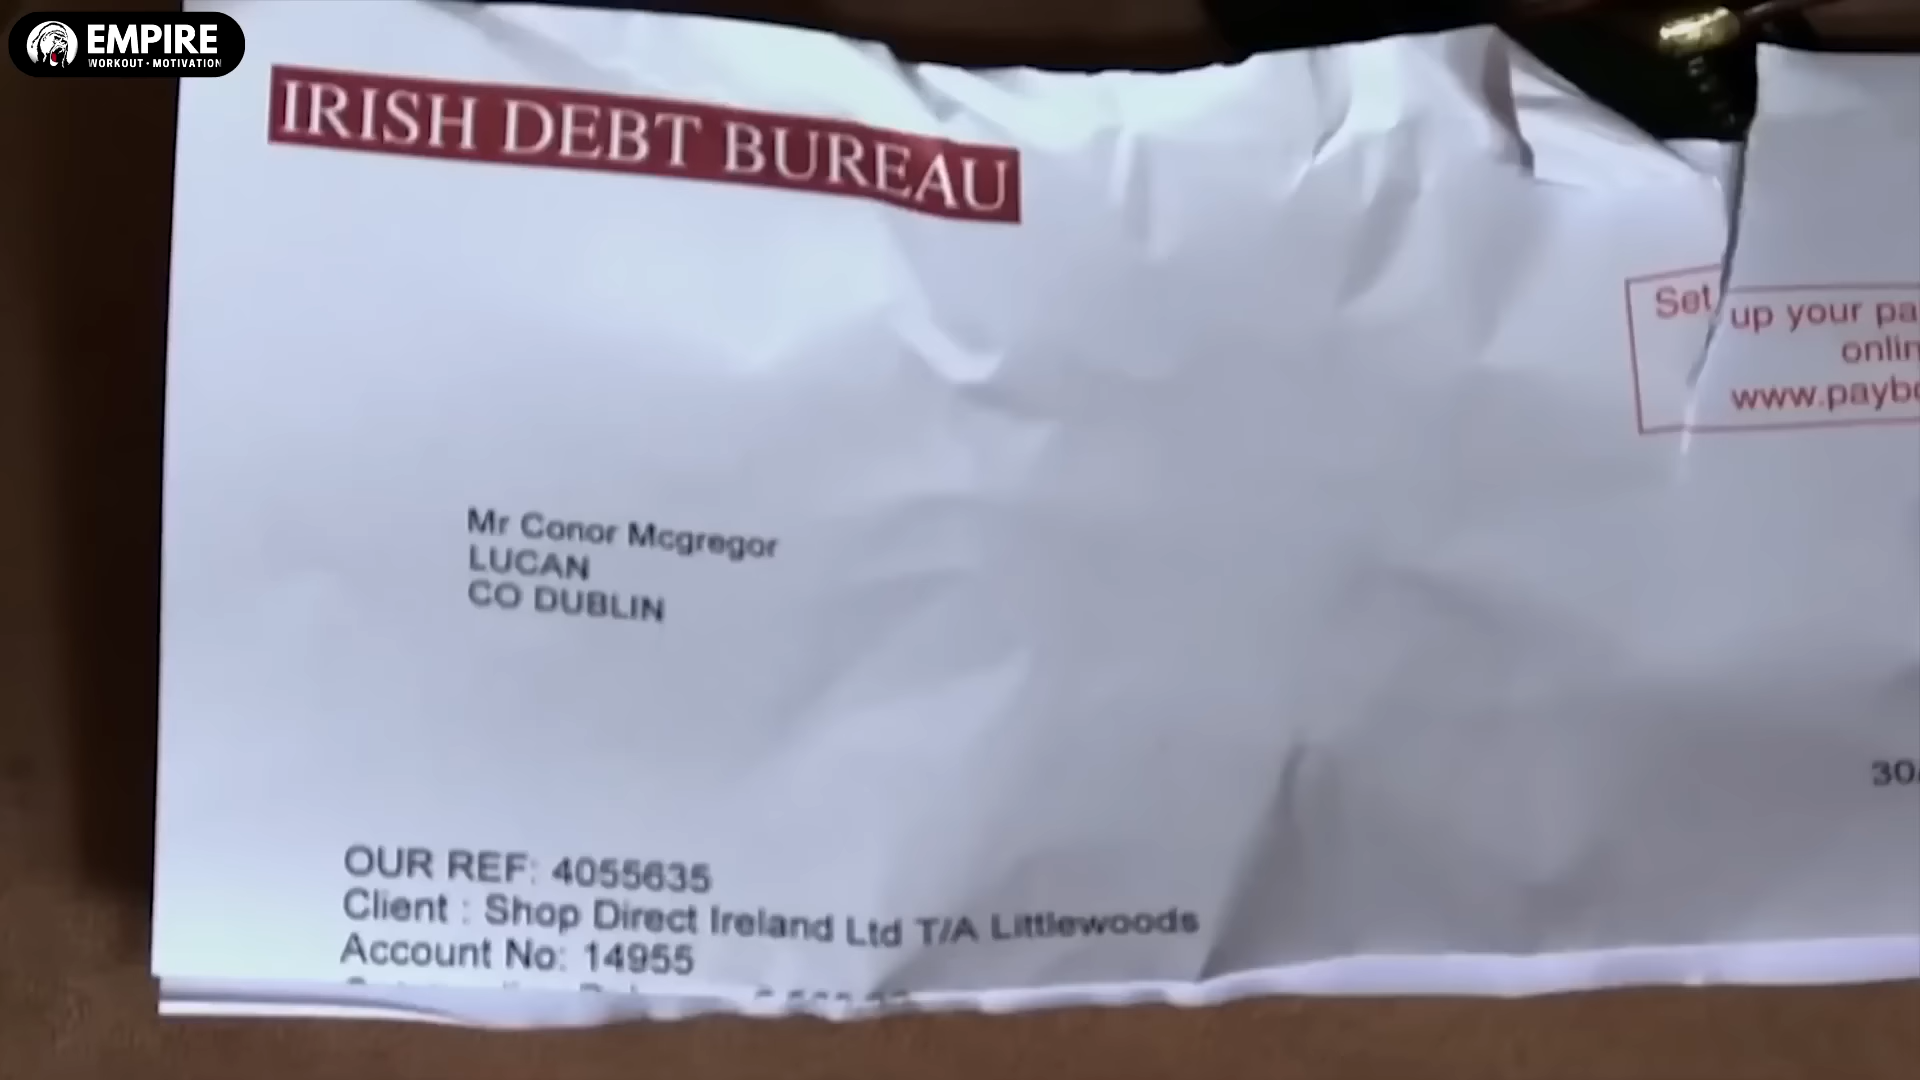 EMPIRE
WORKOUT • MOTIVATION
IRISH DEBT BUREAU
Set up your pa
onlin
www.paybo
Mr Conor Mcgregor
LUCAN
CO DUBLIN
30
OUR REF: 4055635
Client : Shop Direct Ireland Ltd T/A Littlewoods
Account No: 14955